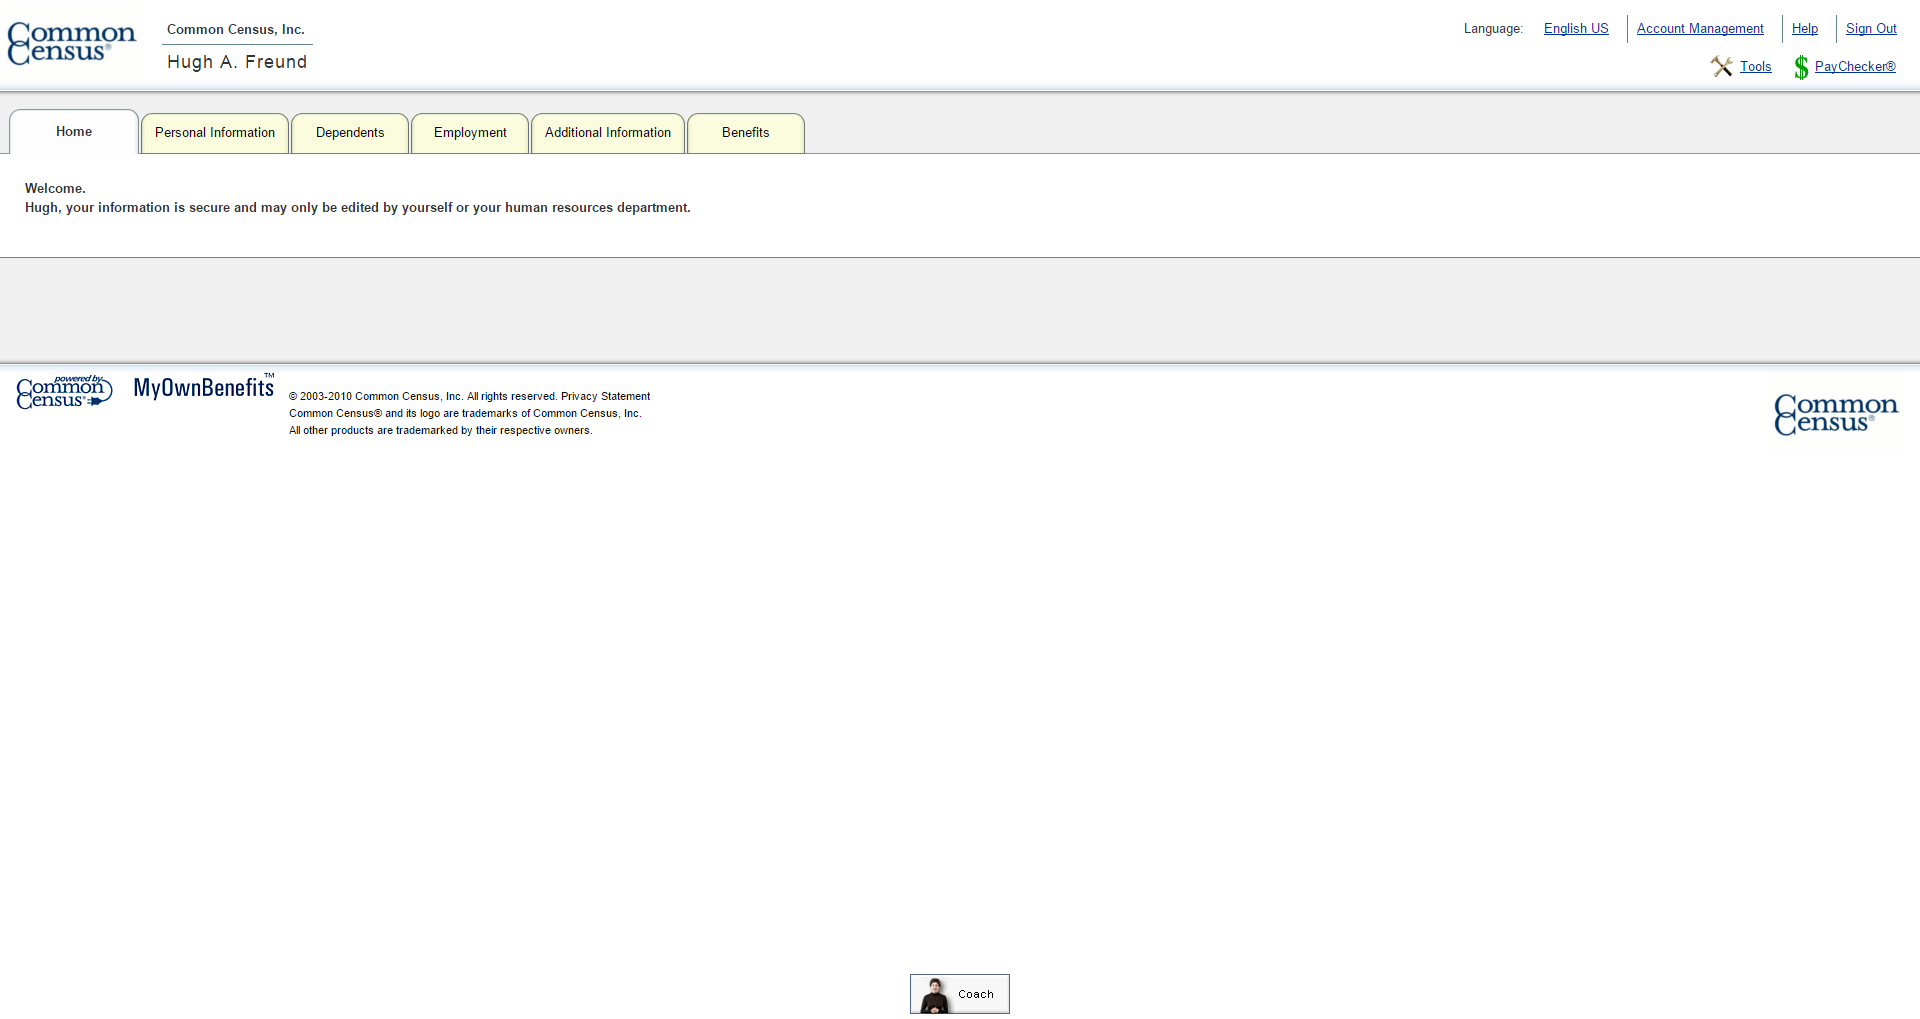 Common Census®
Common Census, Inc.
Hugh A. Freund
Language: English US Account Management Help Sign Out
Tools $ PayChecker®
Home Personal Information Dependents Employment Additional Information Benefits
Welcome.
Hugh, your information is secure and may only be edited by yourself or your human resources department.
powered by
Common Census®
MyOwnBenefits™
© 2003-2010 Common Census, Inc. All rights reserved. Privacy Statement
Common Census® and its logo are trademarks of Common Census, Inc.
All other products are trademarked by their respective owners.
Common Census®
Coach